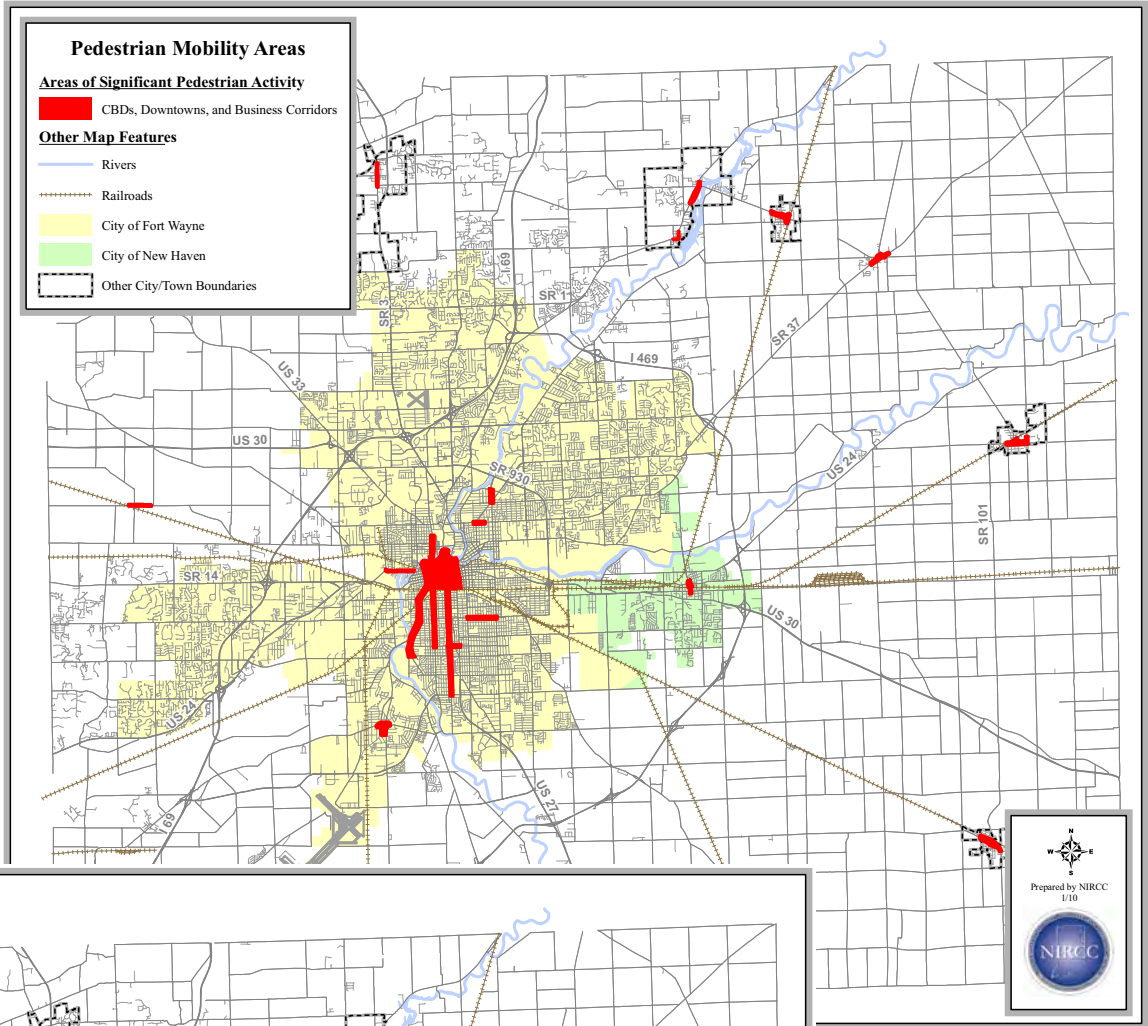 Pedestrian Mobility Areas
Areas of Significant Pedestrian Activity
CBDs, Downtowns, and Business Corridors
Other Map Features
Rivers
Railroads
City of Fort Wayne
City of New Haven
Other City/Town Boundaries
I 69
SR 1
SR 3
SR 37
I 469
US 33
US 30
SR 930
US 24
SR 101
SR 14
US 30
US 24
US 27
I 69
N
W E
S
Prepared by NIRCC
1/10
NIRCC